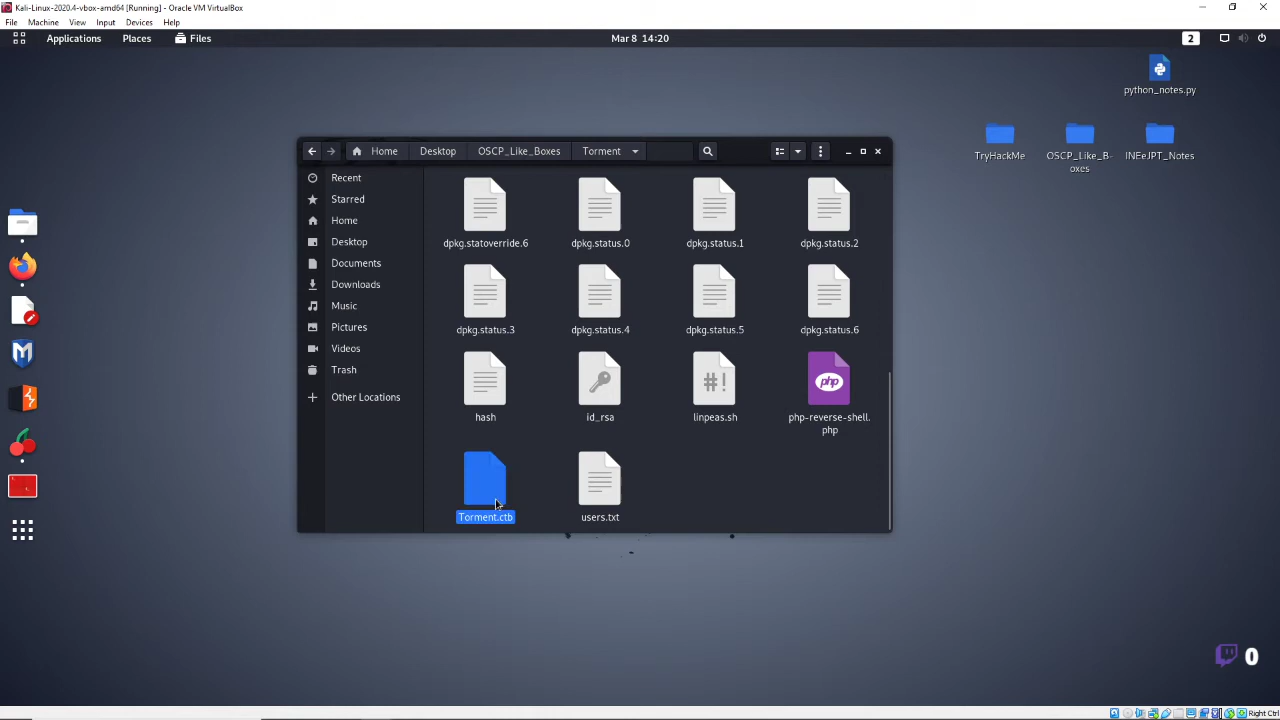 Kali-Linux-2020.4-vbox-amd64 [Running] - Oracle VM VirtualBox
File Machine View Input Devices Help
Applications Places Files Mar 8 14:20 2
python_notes.py
TryHackMe
OSCP_Like_B-
oxes
INEeJPT_Notes
Home Desktop OSCP_Like_Boxes Torment
Recent
Starred
Home
Desktop
Documents
Downloads
Music
Pictures
Videos
Trash
Other Locations
dpkg.statoverride.6 dpkg.status.0 dpkg.status.1 dpkg.status.2
dpkg.status.3 dpkg.status.4 dpkg.status.5 dpkg.status.6
#! php
hash id_rsa linpeas.sh php-reverse-shell.
php
Torment.ctb users.txt
0
Right Ctrl